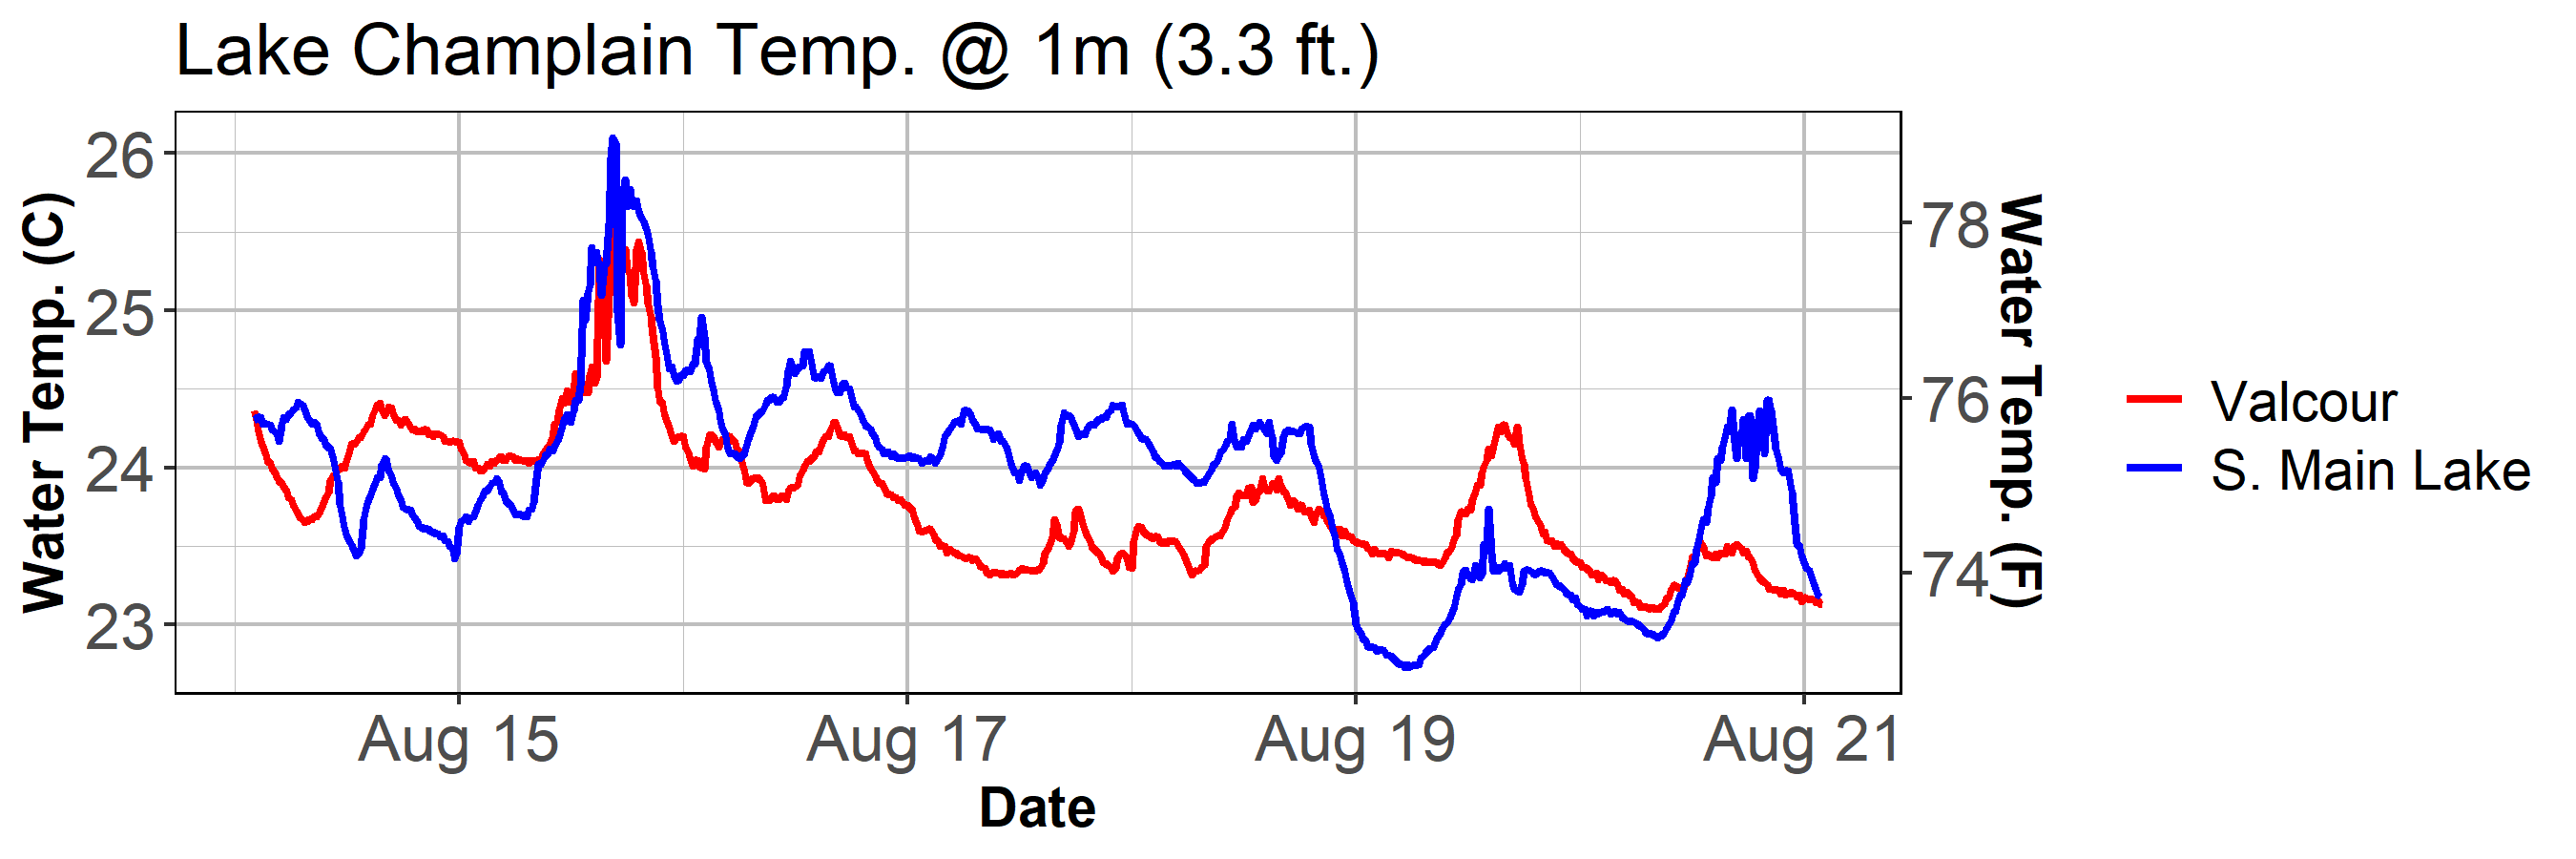 Lake Champlain Temp. @ 1m (3.3 ft.)
Water Temp. (C)
26
25
24
23
78
76
74
Water Temp. (F)
Aug 15
Aug 17
Aug 19
Aug 21
Date
Valcour
S. Main Lake